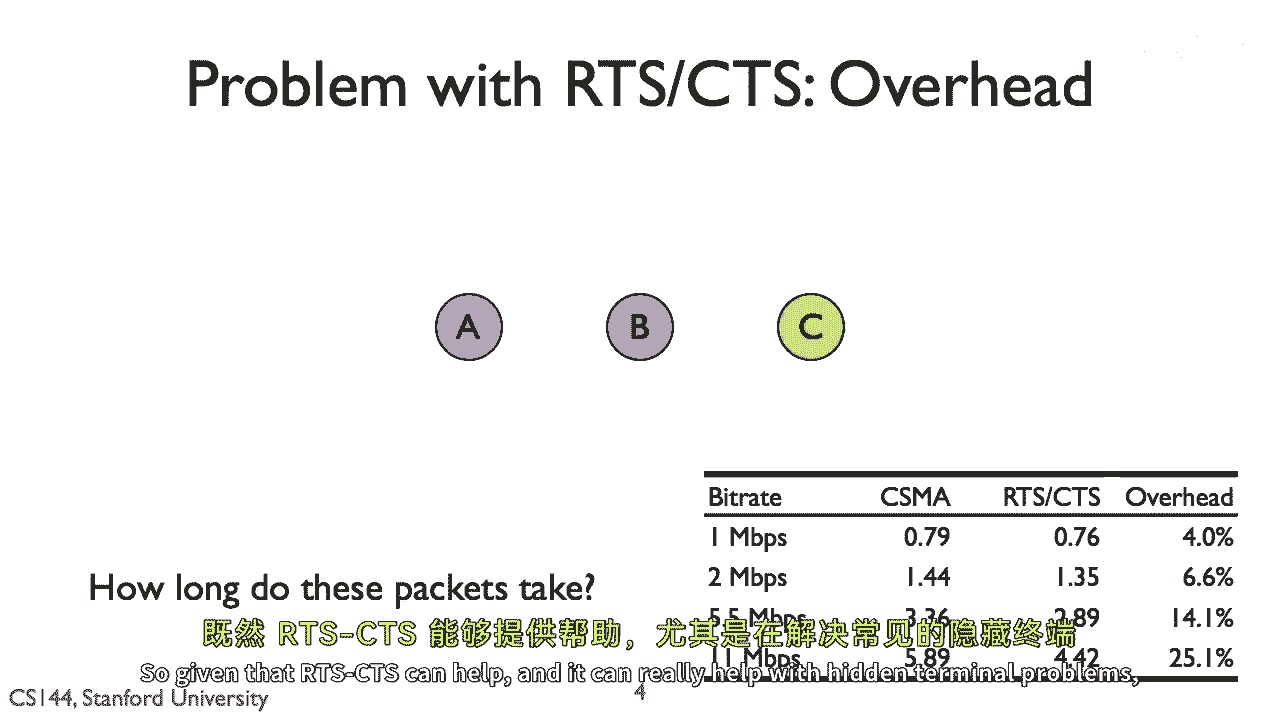 Problem with RTS/CTS: Overhead
A B C
Bitrate CSMA RTS/CTS Overhead
1 Mbps 0.79 0.76 4.0%
2 Mbps 1.44 1.35 6.6%
How long do these packets take?
5.5 Mbps 3.36 2.89 14.1%
既然 RTS-CTS 能够提供帮助，尤其是在解决常见的隐藏终端
11 Mbps 5.89 4.42 25.1%
So given that RTS-CTS can help, and it can really help with hidden terminal problems,
CS144, Stanford University
4